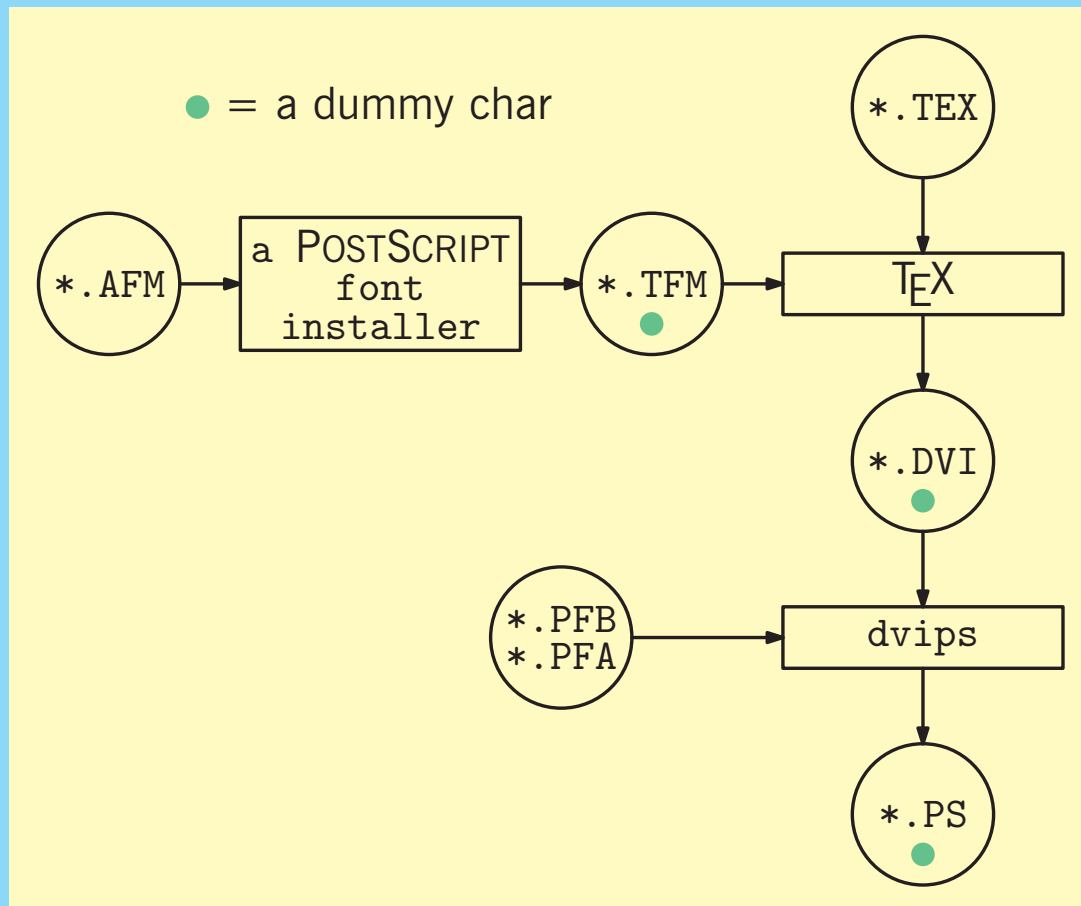 = a dummy char
*.TEX
*.AFM
a POSTSCRIPT
font
installer
*.TFM
TEX
*.DVI
*.PFB
*.PFA
dvips
*.PS